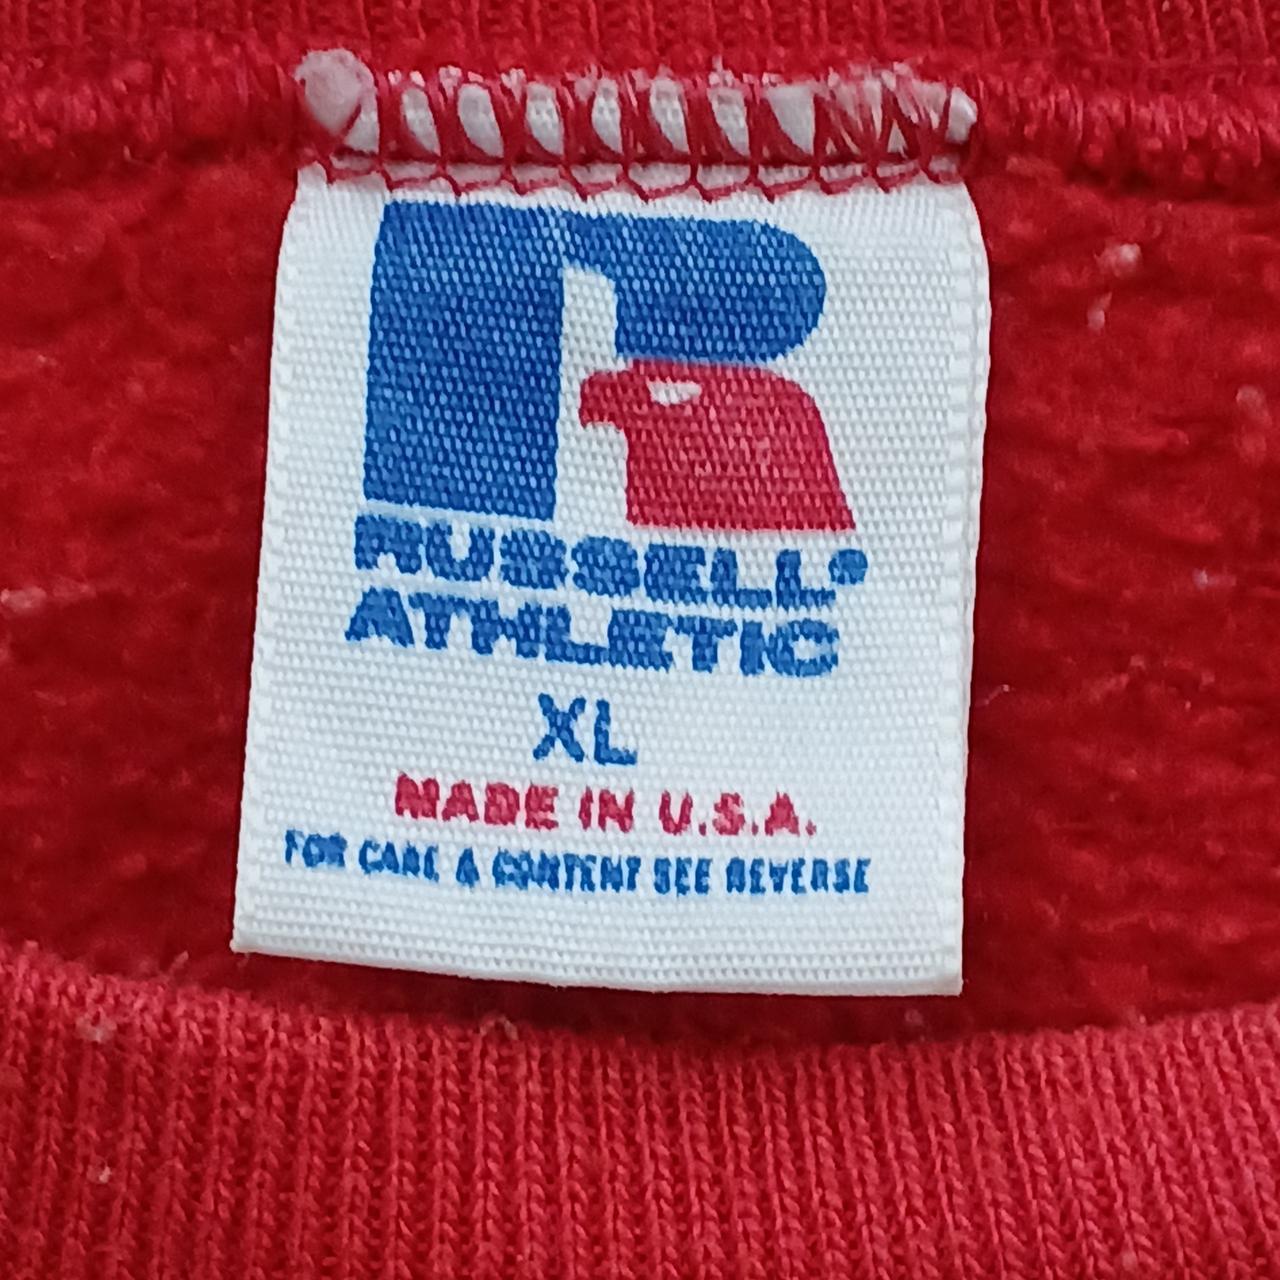 RUSSELL®
ATHLETIC
XL
MADE IN U.S.A.
FOR CARE & CONTENT SEE REVERSE